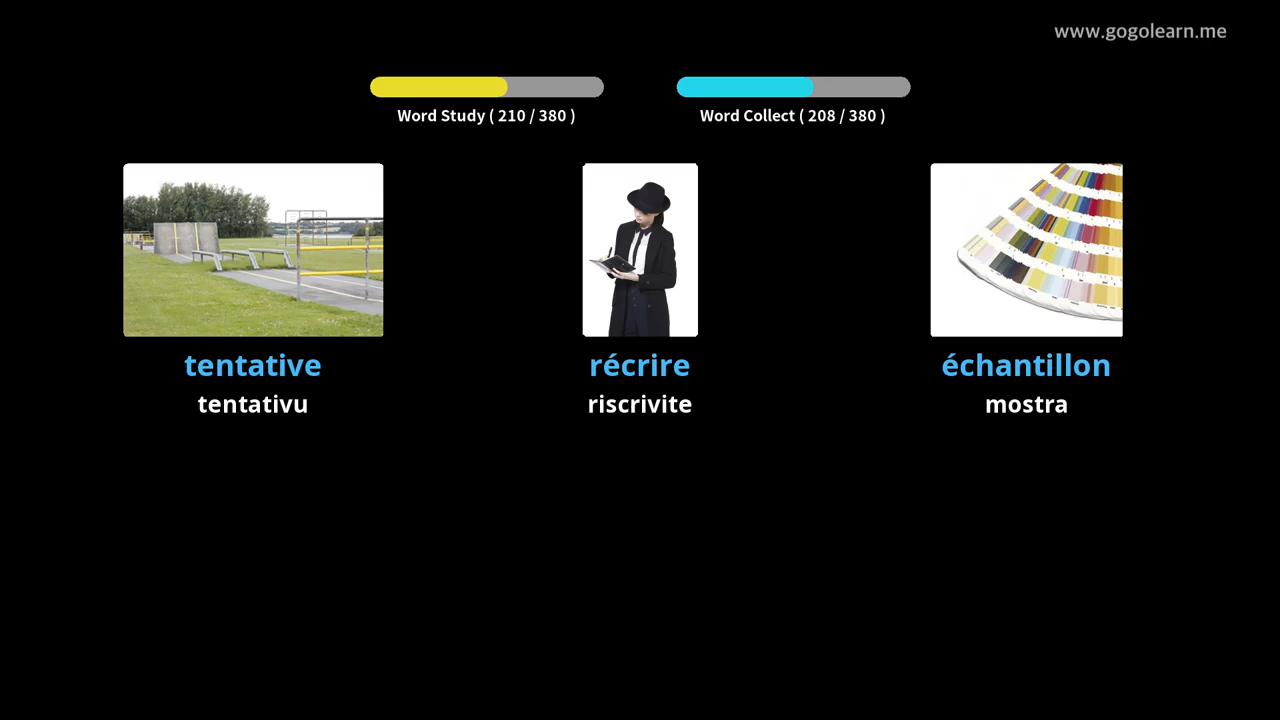 www.gogolearn.me
Word Study ( 210 / 380 )
Word Collect ( 208 / 380 )
tentative
tentativu
récrire
riscrivite
échantillon
mostra